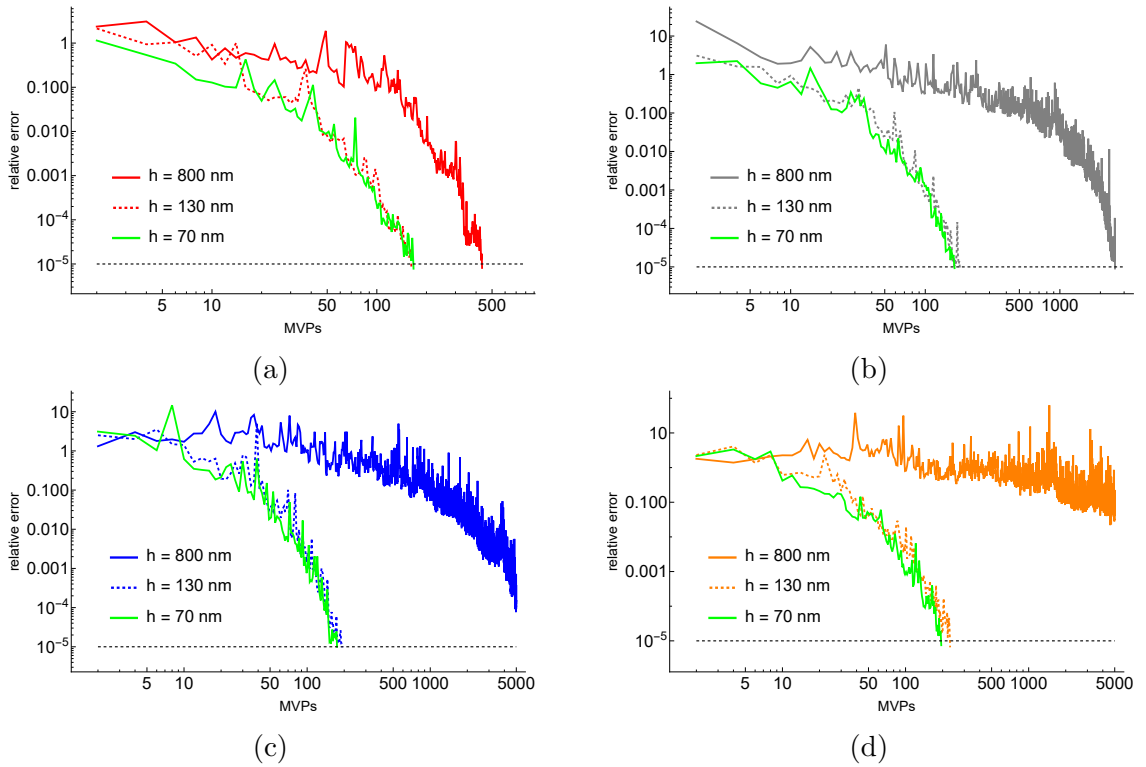 1
0.100
0.010
0.001
10⁻⁴
10⁻⁵
relative error
h = 800 nm
h = 130 nm
h = 70 nm
5 10 50 100 500
MVPs
(a)
10
1
0.100
0.010
0.001
10⁻⁴
10⁻⁵
relative error
h = 800 nm
h = 130 nm
h = 70 nm
5 10 50 100 500 1000
MVPs
(b)
10
1
0.100
0.010
0.001
10⁻⁴
10⁻⁵
relative error
h = 800 nm
h = 130 nm
h = 70 nm
5 10 50 100 500 1000 5000
MVPs
(c)
10
0.100
0.001
10⁻⁵
relative error
h = 800 nm
h = 130 nm
h = 70 nm
5 10 50 100 500 1000 5000
MVPs
(d)